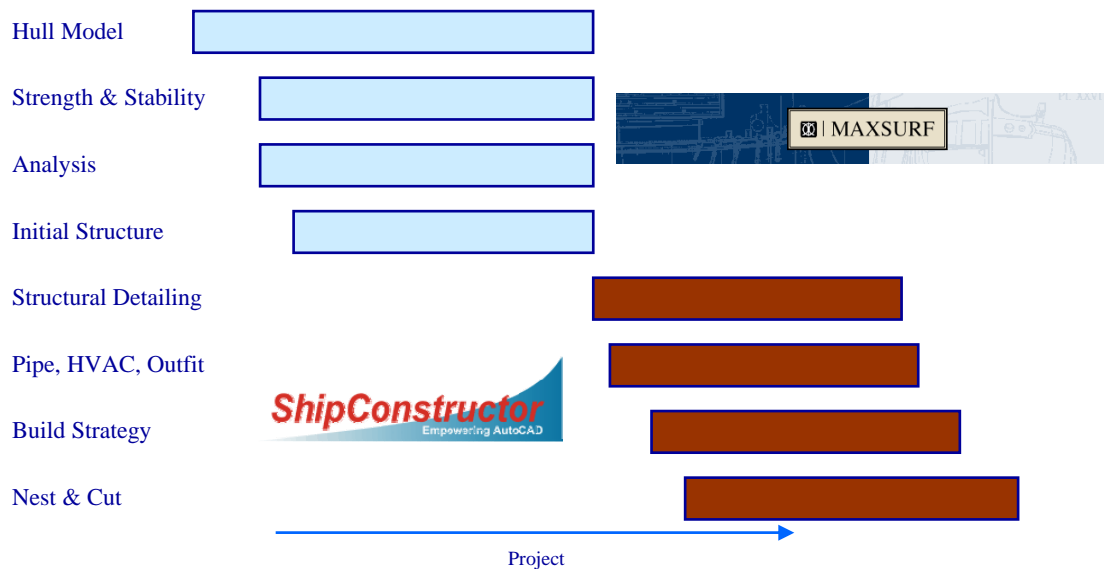 Hull Model
Strength & Stability
MAXSURF
Analysis
Initial Structure
Structural Detailing
Pipe, HVAC, Outfit
ShipConstructor
Empowering AutoCAD
Build Strategy
Nest & Cut
Project